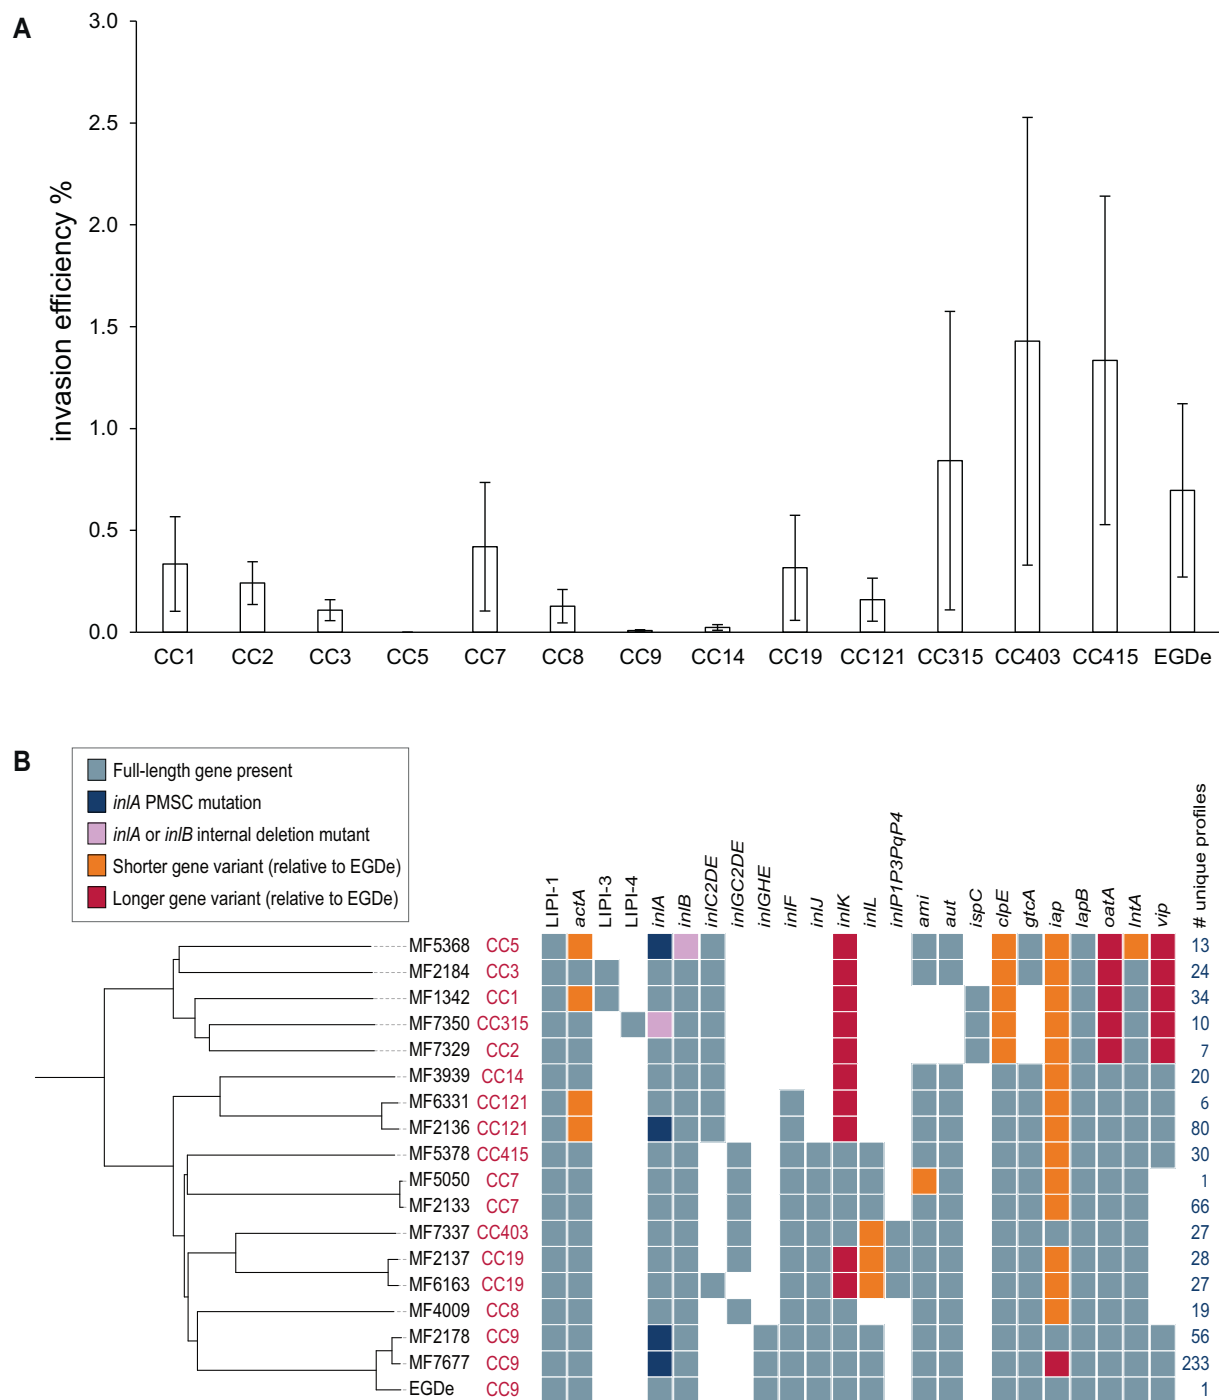 A
3.0
2.5
2.0
1.5
1.0
0.5
0.0
invasion efficiency %
CC1 CC2 CC3 CC5 CC7 CC8 CC9 CC14 CC19 CC121 CC315 CC403 CC415 EGDe
B
Full-length gene present
inlA PMSC mutation
inlA or inlB internal deletion mutant
Shorter gene variant (relative to EGDe)
Longer gene variant (relative to EGDe)
LIPI-1 actA LIPI-3 LIPI-4 inlA inlB inlC2DE inlGC2DE inlGHE inlF inlJ inlK inlL inlP1P3PqP4 ami aut ispC clpE gtcA iap lapB oatA lntA vip # unique profiles
MF5368 CC5 13
MF2184 CC3 24
MF1342 CC1 34
MF7350 CC315 10
MF7329 CC2 7
MF3939 CC14 20
MF6331 CC121 6
MF2136 CC121 80
MF5378 CC415 30
MF5050 CC7 1
MF2133 CC7 66
MF7337 CC403 27
MF2137 CC19 28
MF6163 CC19 27
MF4009 CC8 19
MF2178 CC9 56
MF7677 CC9 233
EGDe CC9 1